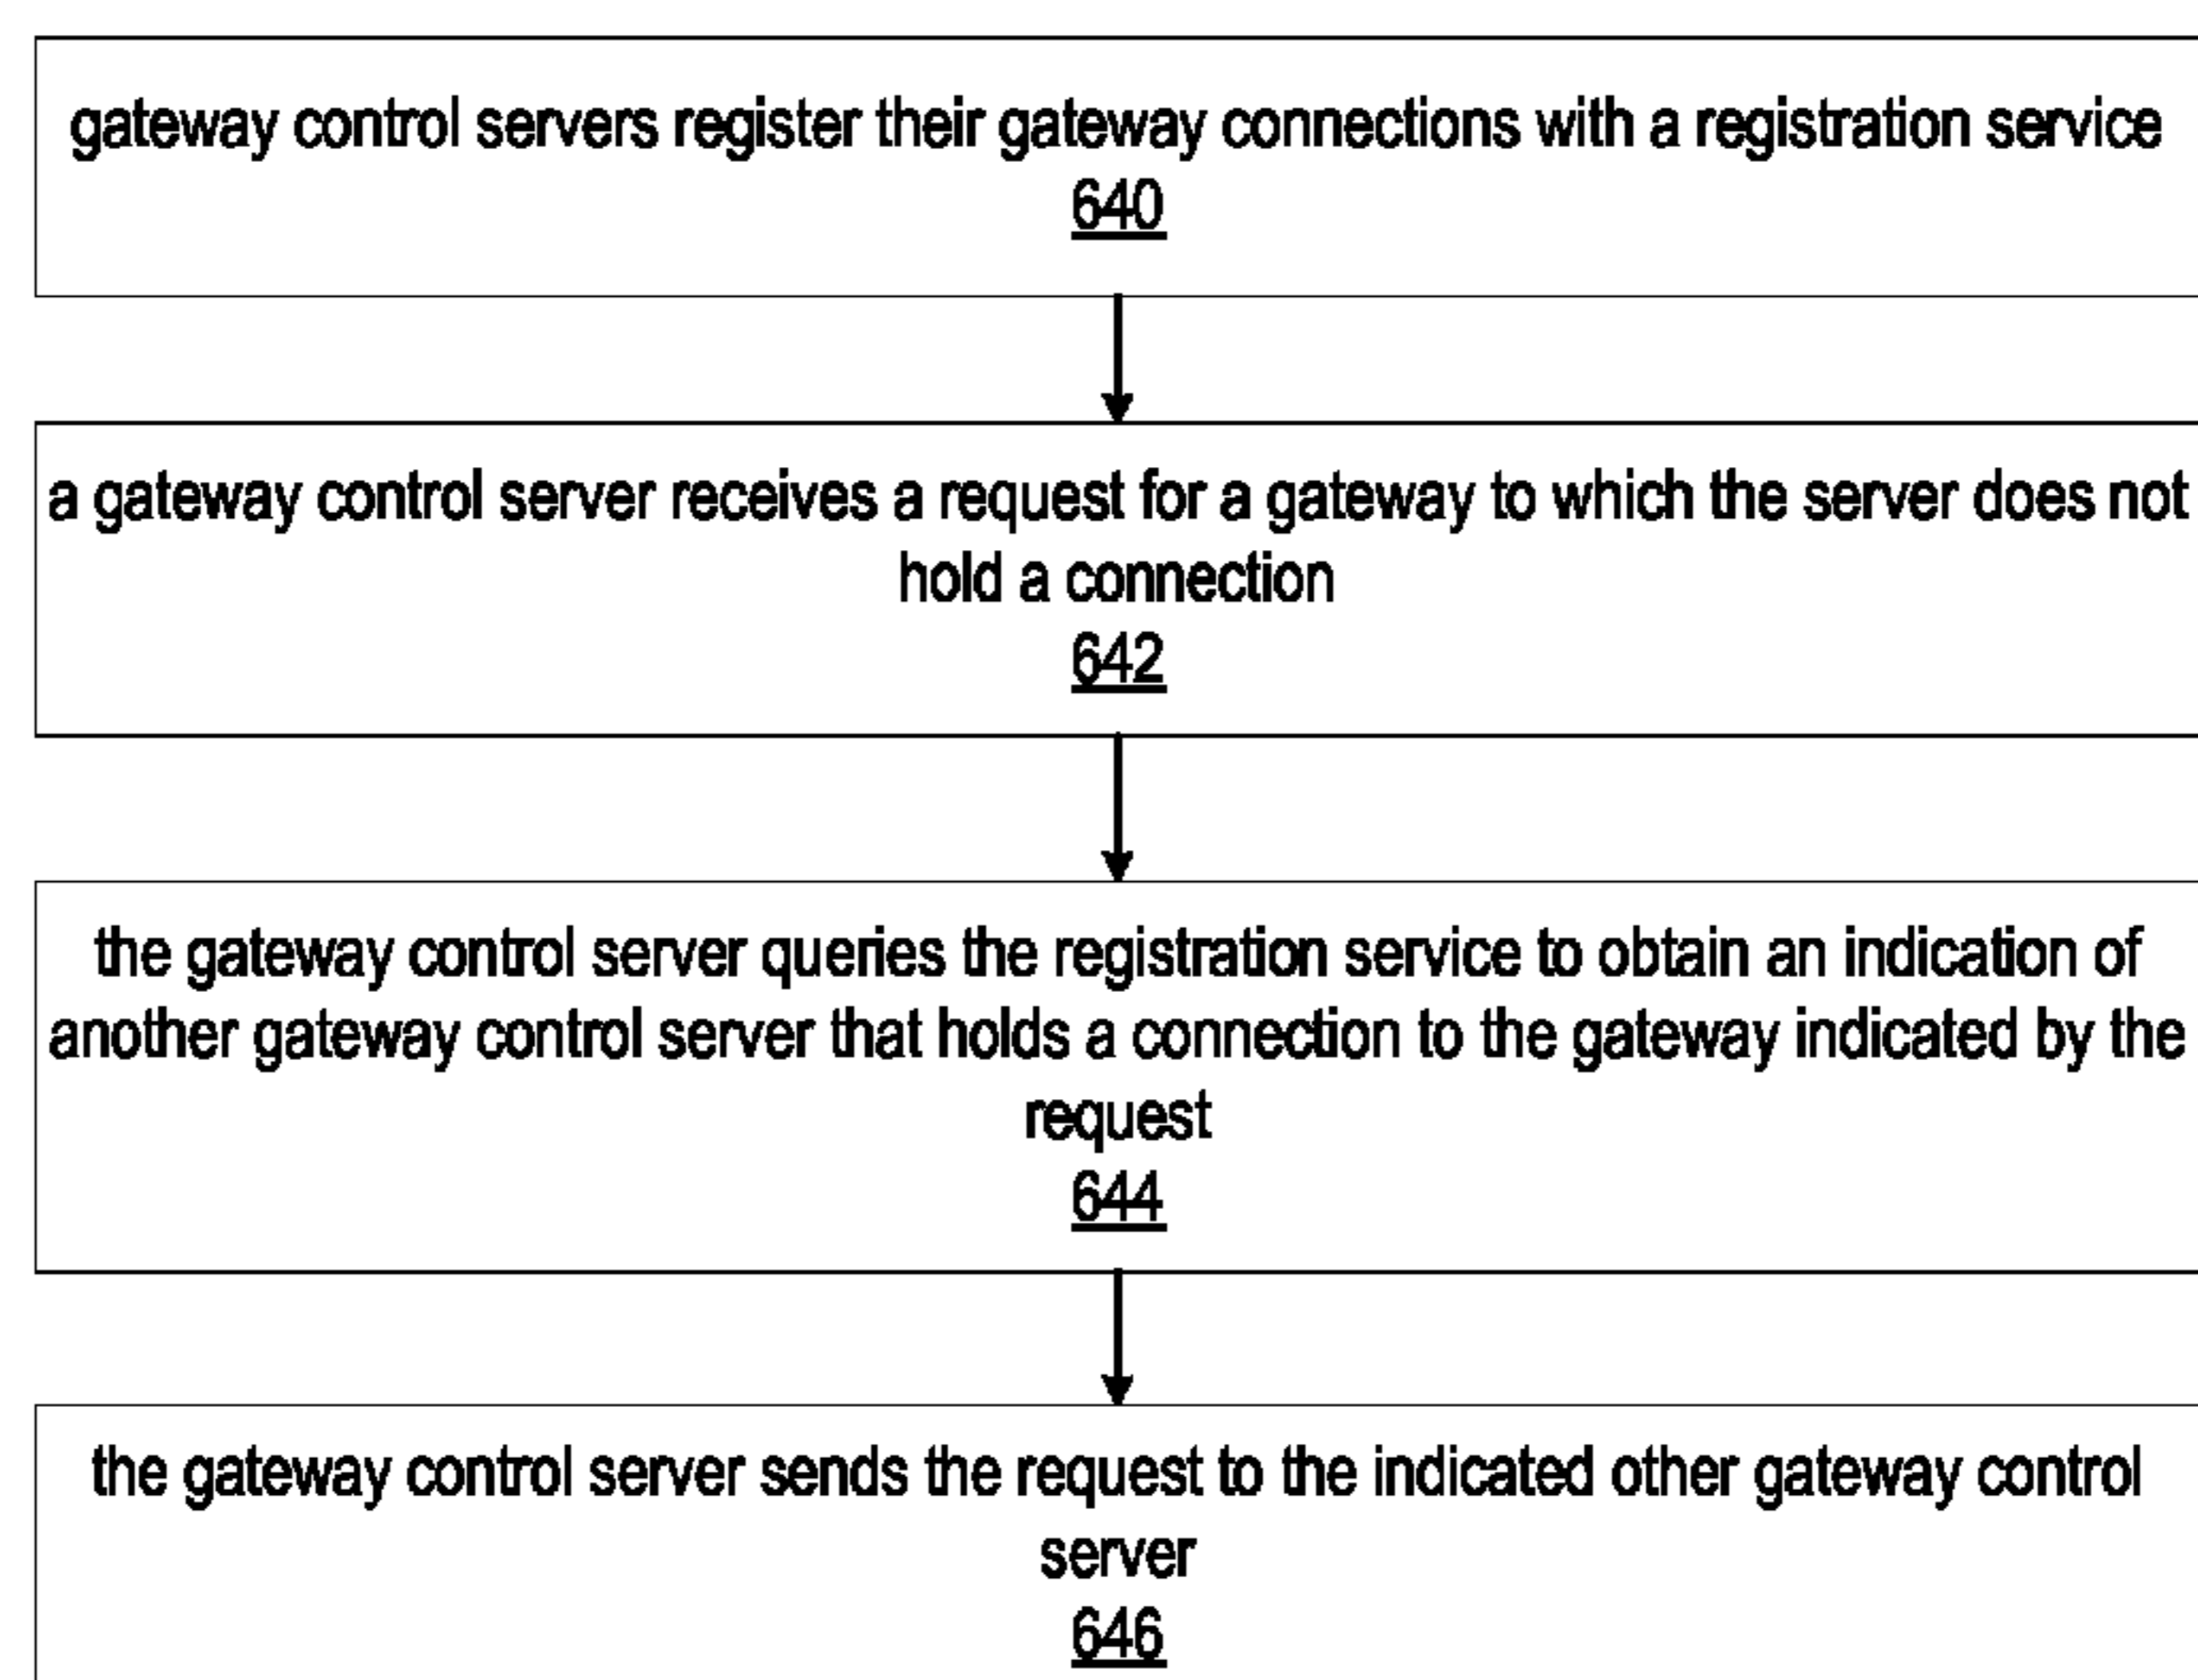 gateway control servers register their gateway connections with a registration service
640
a gateway control server receives a request for a gateway to which the server does not
hold a connection
642
the gateway control server queries the registration service to obtain an indication of
another gateway control server that holds a connection to the gateway indicated by the
request
644
the gateway control server sends the request to the indicated other gateway control
server
646